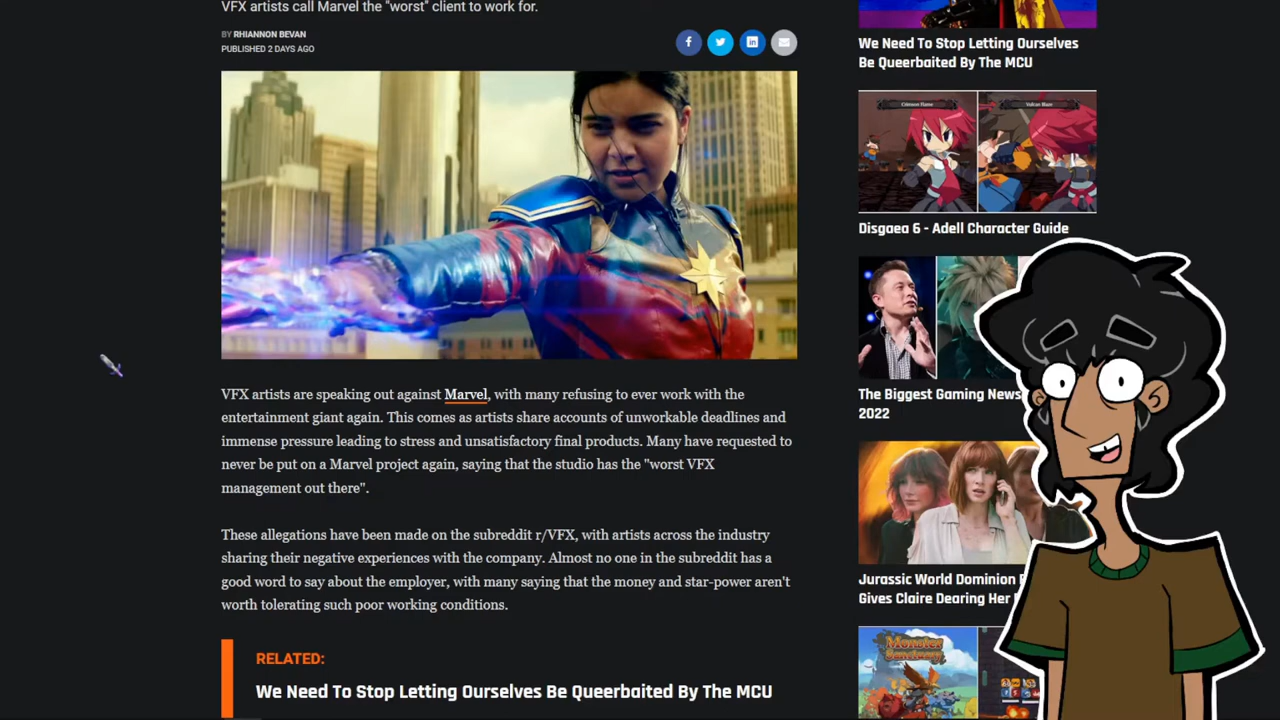 VFX artists call Marvel the "worst" client to work for.
BY RHIANNON BEVAN
PUBLISHED 2 DAYS AGO
VFX artists are speaking out against Marvel, with many refusing to ever work with the
entertainment giant again. This comes as artists share accounts of unworkable deadlines and
immense pressure leading to stress and unsatisfactory final products. Many have requested to
never be put on a Marvel project again, saying that the studio has the "worst VFX
management out there".
These allegations have been made on the subreddit r/VFX, with artists across the industry
sharing their negative experiences with the company. Almost no one in the subreddit has a
good word to say about the employer, with many saying that the money and star-power aren't
worth tolerating such poor working conditions.
RELATED:
We Need To Stop Letting Ourselves Be Queerbaited By The MCU
We Need To Stop Letting Ourselves
Be Queerbaited By The MCU
Crimson Flame
Vulcan Blaze
Disgaea 6 - Adell Character Guide
The Biggest Gaming News
2022
Jurassic World Dominion
Gives Claire Dearing Her
Monster
Sanctuary